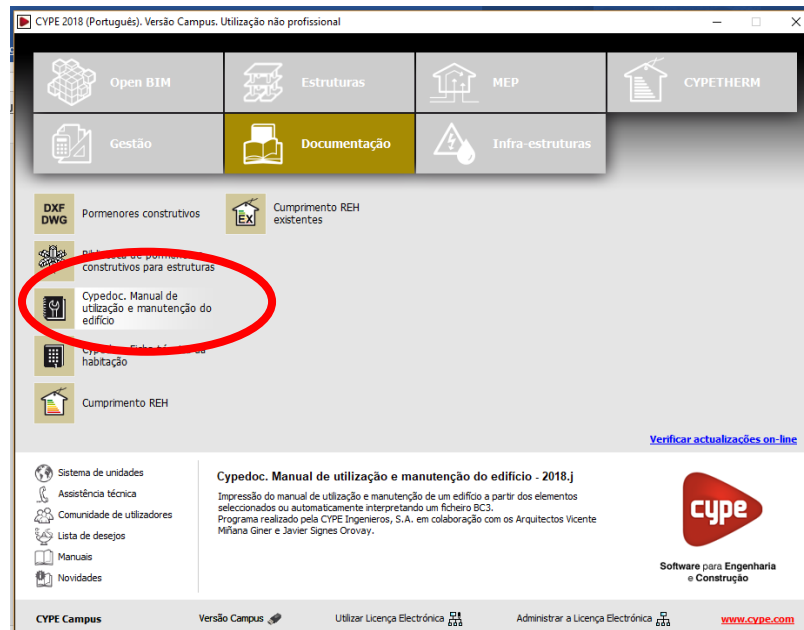 CYPE 2018 (Português). Versão Campus. Utilização não profissional
Open BIM
Estruturas
MEP
CYPETHERM
Gestão
Documentação
Infra-estruturas
DXF
DWG
Pormenores construtivos
EX
Cumprimento REH
existentes
construtivos para estruturas
Cypedoc. Manual de
utilização e manutenção do
edifício
habitação
Cumprimento REH
Verificar actualizações on-line
Sistema de unidades
Assistência técnica
Comunidade de utilizadores
Lista de desejos
Manuais
Novidades
Cypedoc. Manual de utilização e manutenção do edifício - 2018.j
Impressão do manual de utilização e manutenção de um edifício a partir dos elementos
seleccionados ou automaticamente interpretando um ficheiro BC3.
Programa realizado pela CYPE Ingenieros, S.A. em colaboração com os Arquitectos Vicente
Miñana Giner e Javier Signes Orovay.
cype
Software para Engenharia
e Construção
CYPE Campus
Versão Campus
Utilizar Licença Electrónica
Administrar a Licença Electrónica
www.cype.com